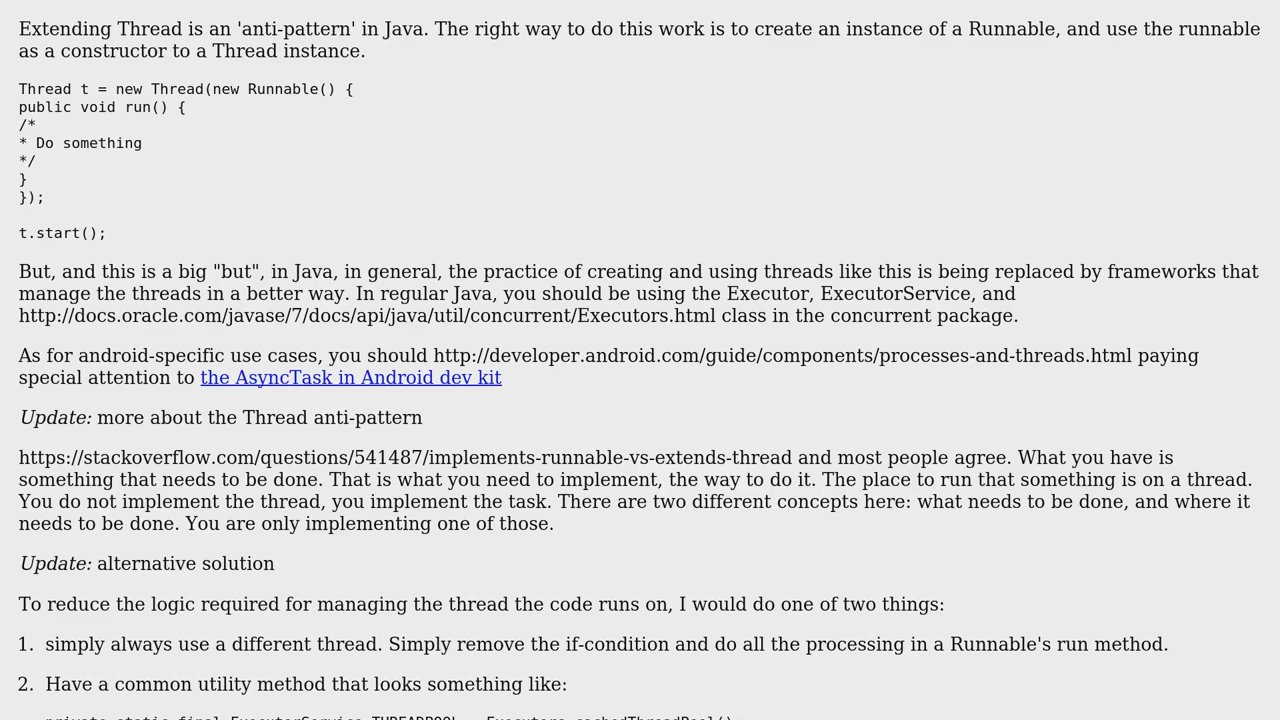 Extending Thread is an 'anti-pattern' in Java. The right way to do this work is to create an instance of a Runnable, and use the runnable
as a constructor to a Thread instance.
Thread t = new Thread(new Runnable() {
public void run() {
/*
* Do something
*/
}
});
t.start();
But, and this is a big "but", in Java, in general, the practice of creating and using threads like this is being replaced by frameworks that
manage the threads in a better way. In regular Java, you should be using the Executor, ExecutorService, and
http://docs.oracle.com/javase/7/docs/api/java/util/concurrent/Executors.html class in the concurrent package.
As for android-specific use cases, you should http://developer.android.com/guide/components/processes-and-threads.html paying
special attention to the AsyncTask in Android dev kit
Update: more about the Thread anti-pattern
https://stackoverflow.com/questions/541487/implements-runnable-vs-extends-thread and most people agree. What you have is
something that needs to be done. That is what you need to implement, the way to do it. The place to run that something is on a thread.
You do not implement the thread, you implement the task. There are two different concepts here: what needs to be done, and where it
needs to be done. You are only implementing one of those.
Update: alternative solution
To reduce the logic required for managing the thread the code runs on, I would do one of two things:
1. simply always use a different thread. Simply remove the if-condition and do all the processing in a Runnable's run method.
2. Have a common utility method that looks something like:
private static final ExecutorService THREADPOOL = Executors.cachedThreadPool();